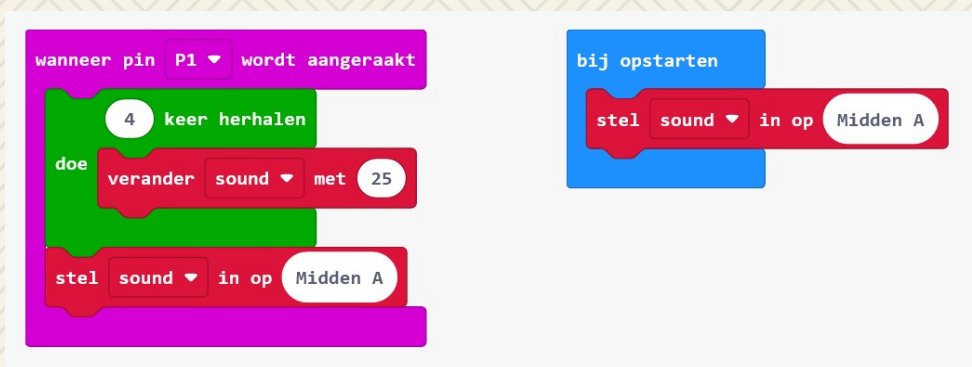 wanneer pin P1 wordt aangeraakt
4 keer herhalen
doe
verander sound met 25
stel sound in op Midden A
bij opstarten
stel sound in op Midden A